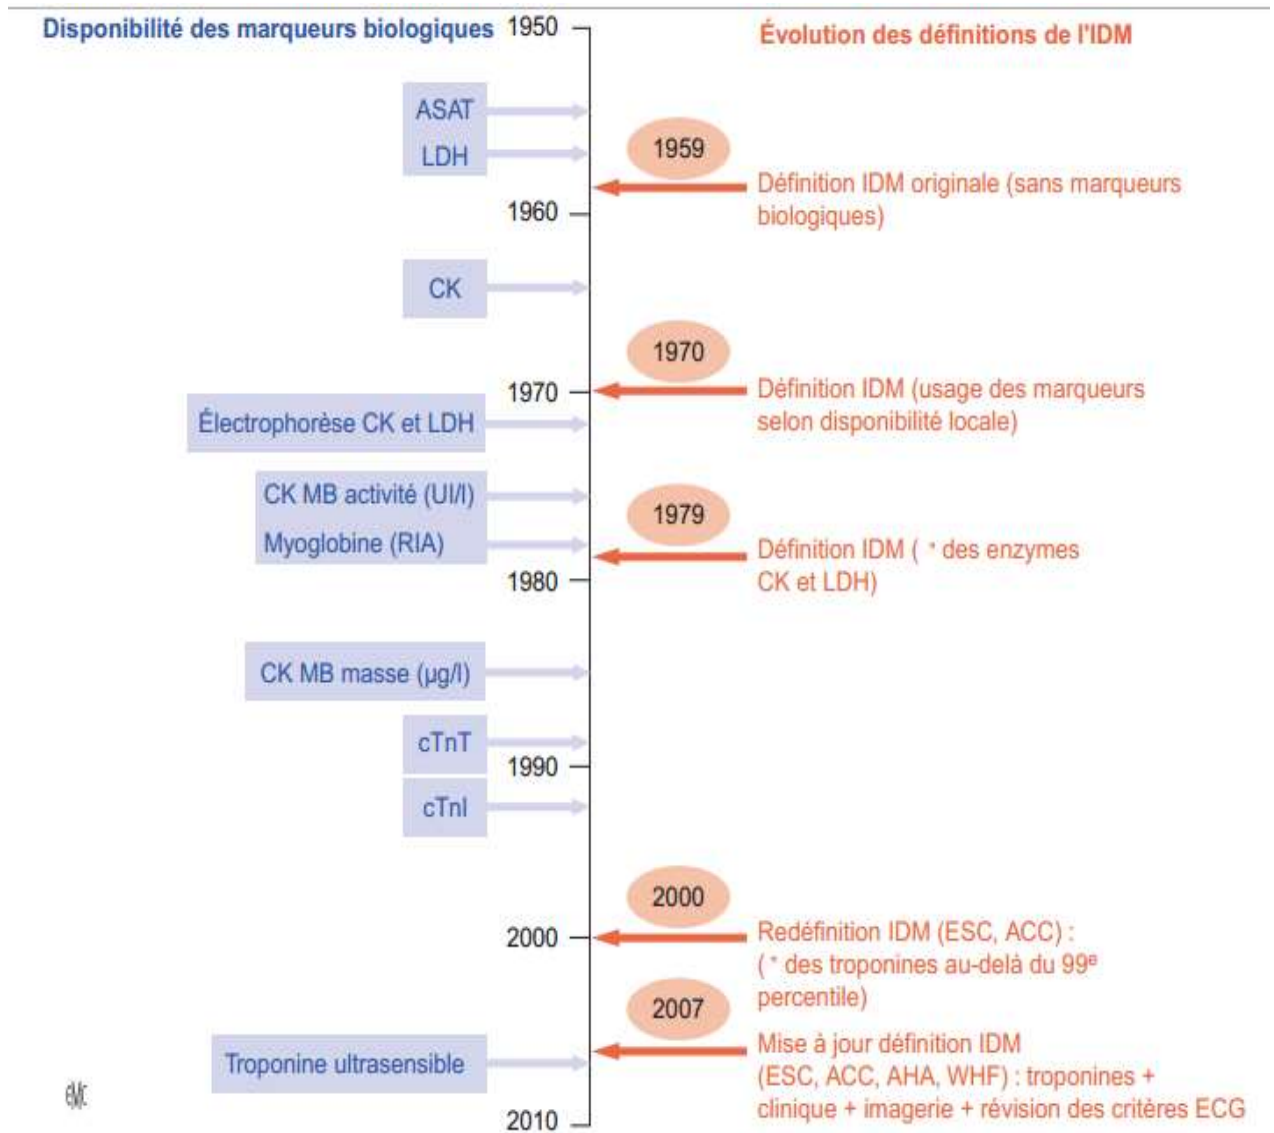 Disponibilité des marqueurs biologiques
1950
Évolution des définitions de l'IDM
ASAT
LDH
1959
Définition IDM originale (sans marqueurs
biologiques)
1960
CK
1970
1970
Définition IDM (usage des marqueurs
selon disponibilité locale)
Électrophorèse CK et LDH
CK MB activité (UI/l)
Myoglobine (RIA)
1979
Définition IDM ( * des enzymes
CK et LDH)
1980
CK MB masse (µg/l)
cTnT
1990
cTnI
2000
2000
Redéfinition IDM (ESC, ACC) :
( * des troponines au-delà du 99e
percentile)
2007
Troponine ultrasensible
Mise à jour définition IDM
(ESC, ACC, AHA, WHF) : troponines +
clinique + imagerie + révision des critères ECG
2010